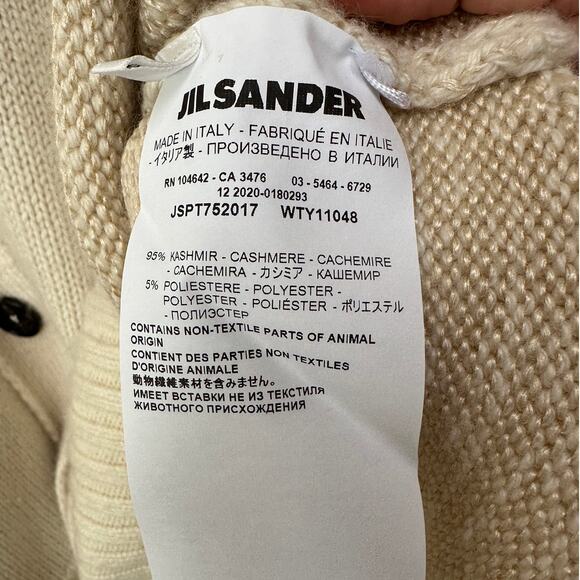 JIL SANDER
MADE IN ITALY - FABRIQUÉ EN ITALIE
- イタリア製 - ПРОИЗВЕДЕНО В ИТАЛИИ
RN 104642 - CA 3476 03 - 5464 - 6729
12 2020-0180293
JSPT752017 WTY11048
95% KASHMIR - CASHMERE - CACHEMIRE
- CACHEMIRA - カシミア - КАШЕМИР
5% POLIESTERE - POLYESTER -
POLYESTER - POLIÉSTER - ポリエステル
- ПОЛИЭСТЕР
CONTAINS NON-TEXTILE PARTS OF ANIMAL
ORIGIN
CONTIENT DES PARTIES NON TEXTILES
D'ORIGINE ANIMALE
動物繊維素材を含みません。
ИМЕЕТ ВСТАВКИ НЕ ИЗ ТЕКСТИЛЯ
ЖИВОТНОГО ПРИСХОЖДЕНИЯ